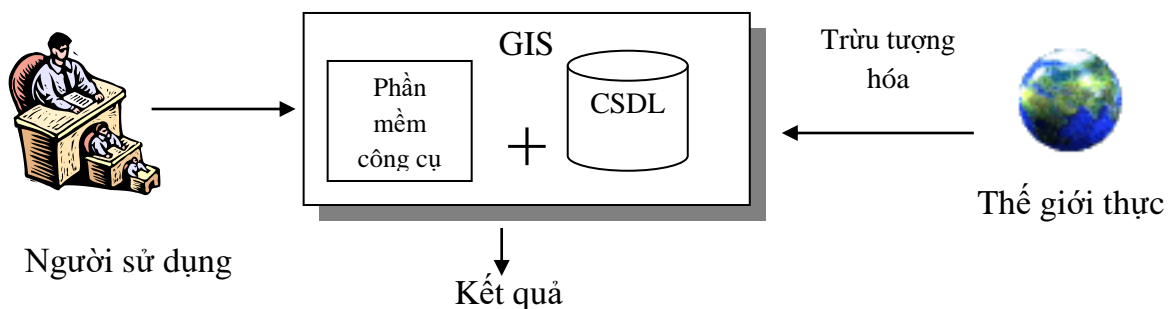 GIS
Phần
mềm
công cụ
CSDL
Trừu tượng
hóa
Thế giới thực
Người sử dụng
Kết quả